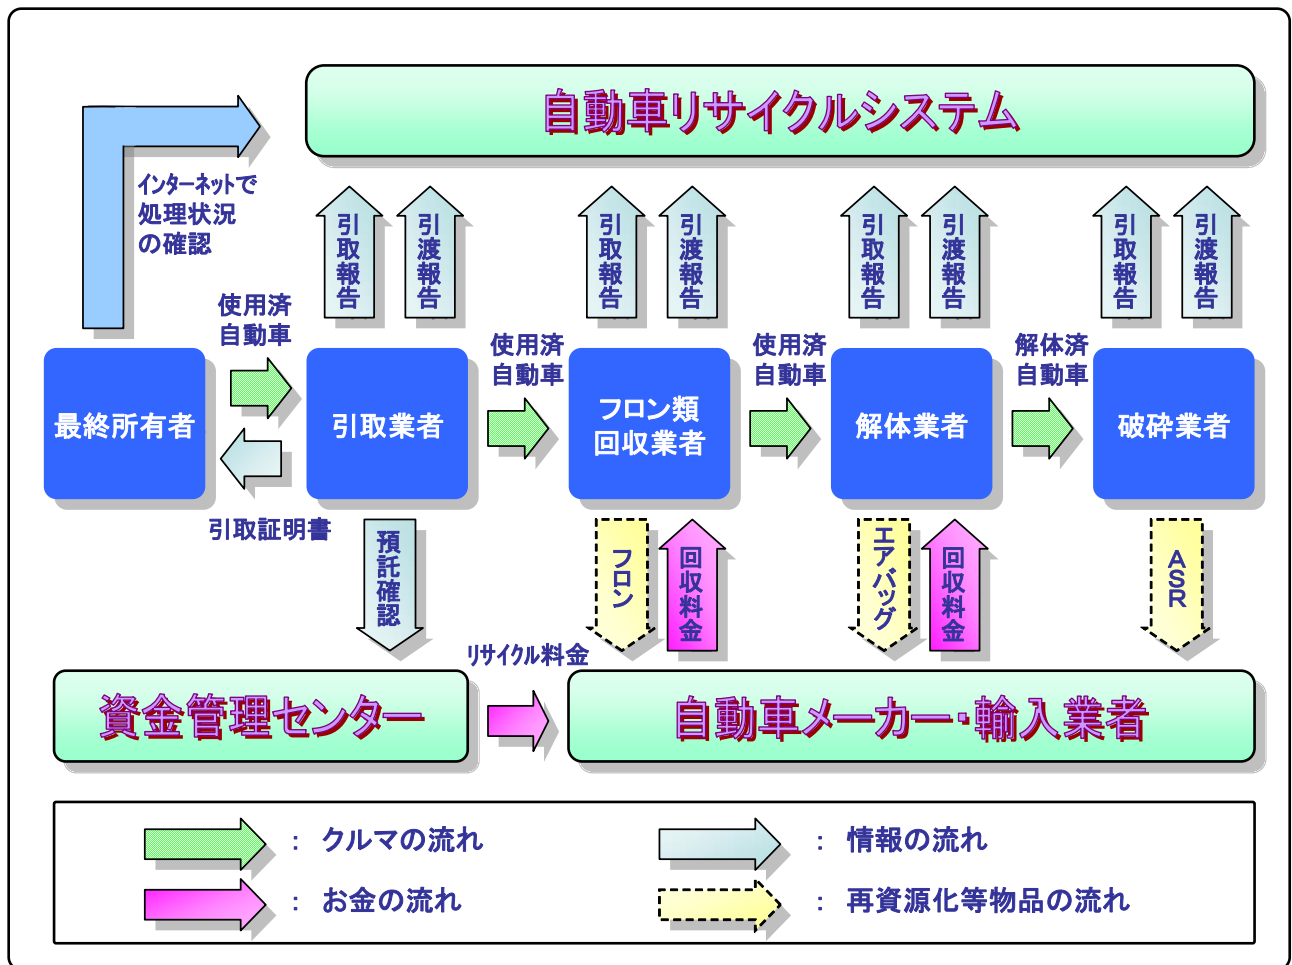 自動車リサイクルシステム
インターネットで
処理状況
の確認
引取報告
引渡報告
引取報告
引渡報告
引取報告
引渡報告
引取報告
引渡報告
使用済
自動車
使用済
自動車
使用済
自動車
解体済
自動車
最終所有者
引取業者
フロン類
回収業者
解体業者
破砕業者
引取証明書
預託確認
フロン
回収料金
エアバッグ
回収料金
ASR
リサイクル料金
資金管理センター
自動車メーカー・輸入業者
： クルマの流れ
： 情報の流れ
： お金の流れ
： 再資源化等物品の流れ